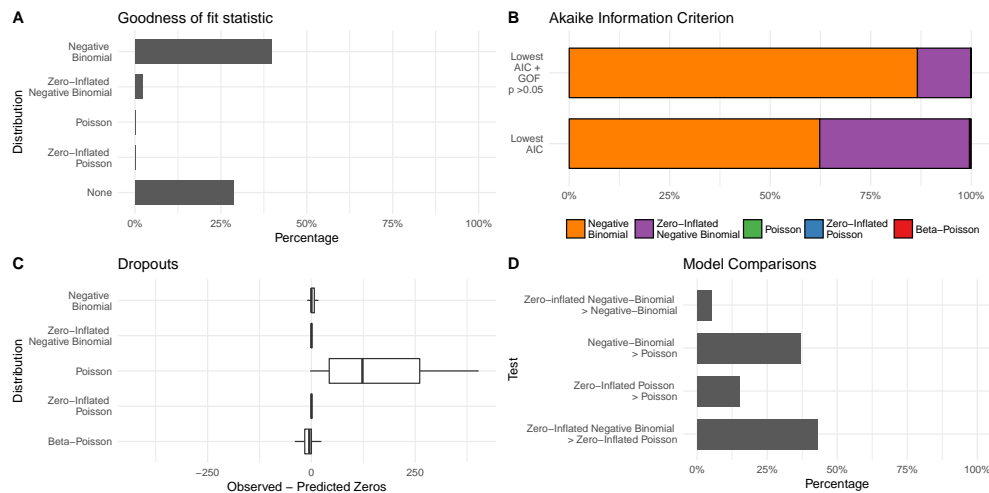 A
Goodness of fit statistic
Distribution
Negative
Binomial
Zero−Inflated
Negative Binomial
Poisson
Zero−Inflated
Poisson
None
0%
25%
50%
75%
100%
Percentage
B
Akaike Information Criterion
Lowest
AIC +
GOF
p >0.05
Lowest
AIC
0%
25%
50%
75%
100%
Negative
Binomial
Zero−Inflated
Negative Binomial
Poisson
Zero−Inflated
Poisson
Beta−Poisson
C
Dropouts
Distribution
Negative
Binomial
Zero−Inflated
Negative Binomial
Poisson
Zero−Inflated
Poisson
Beta−Poisson
−250
0
250
Observed − Predicted Zeros
D
Model Comparisons
Test
Zero−inflated Negative−Binomial
> Negative−Binomial
Negative−Binomial
> Poisson
Zero−Inflated Poisson
> Poisson
Zero−Inflated Negative Binomial
> Zero−Inflated Poisson
0%
25%
50%
75%
100%
Percentage